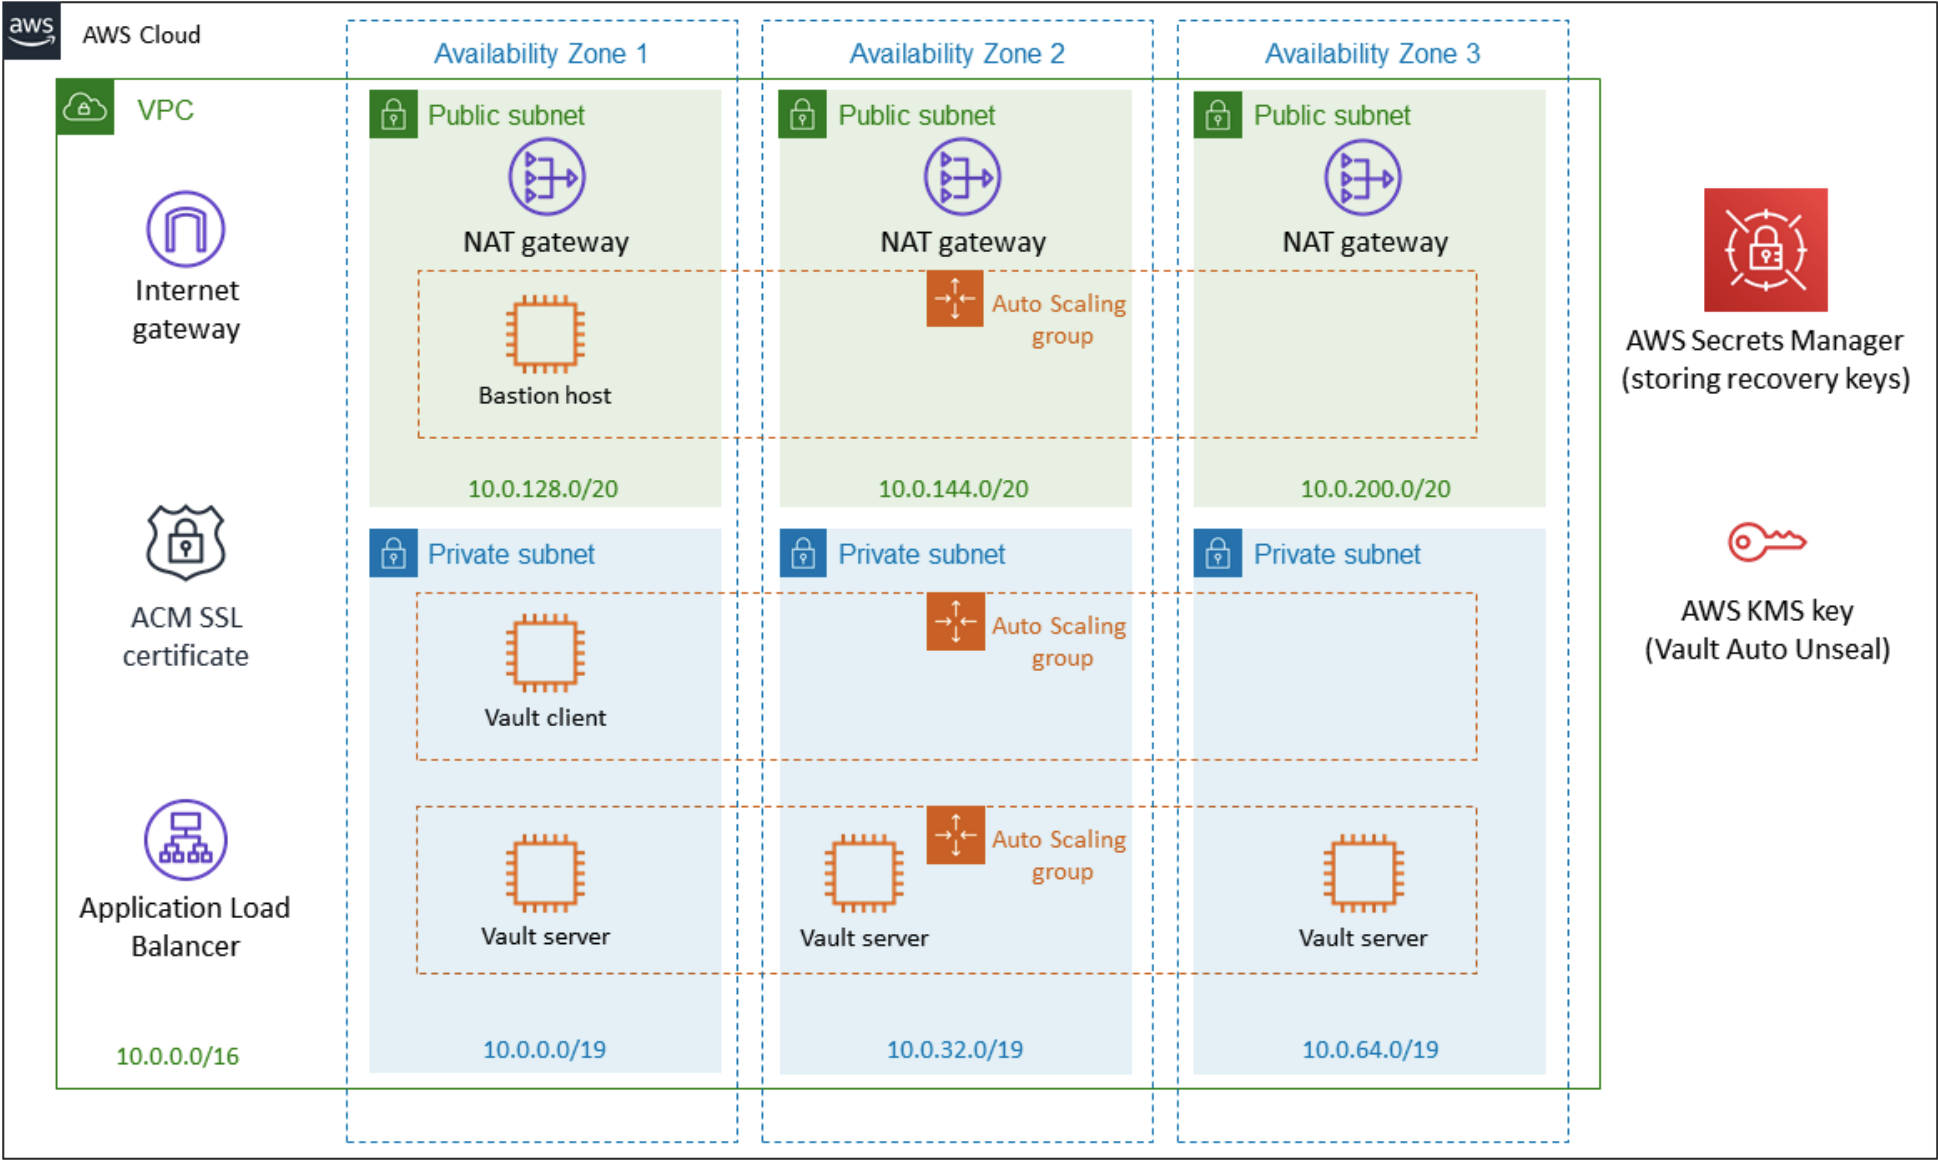 aws
AWS Cloud
Availability Zone 1
Availability Zone 2
Availability Zone 3
VPC
Public subnet
Public subnet
Public subnet
NAT gateway
NAT gateway
NAT gateway
Internet
gateway
Auto Scaling
group
Bastion host
AWS Secrets Manager
(storing recovery keys)
10.0.128.0/20
10.0.144.0/20
10.0.200.0/20
Private subnet
Private subnet
Private subnet
ACM SSL
certificate
Auto Scaling
group
Vault client
AWS KMS key
(Vault Auto Unseal)
Application Load
Balancer
Auto Scaling
group
Vault server
Vault server
Vault server
10.0.0.0/16
10.0.0.0/19
10.0.32.0/19
10.0.64.0/19